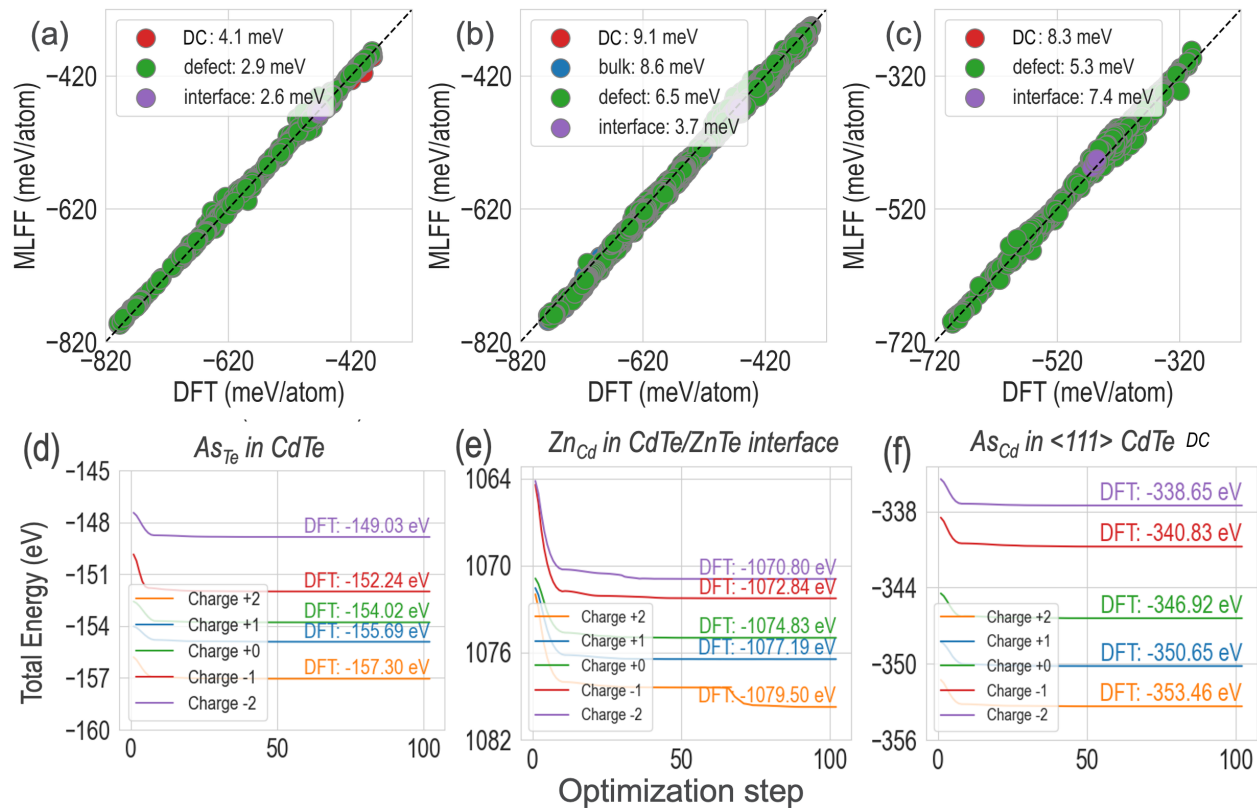 (a)
DC: 4.1 meV
defect: 2.9 meV
interface: 2.6 meV
MLFF (meV/atom)
−420
−620
−820
−820 −620 −420
DFT (meV/atom)
(b)
DC: 9.1 meV
bulk: 8.6 meV
defect: 6.5 meV
interface: 3.7 meV
MLFF (meV/atom)
−420
−620
−820
−820 −620 −420
DFT (meV/atom)
(c)
DC: 8.3 meV
defect: 5.3 meV
interface: 7.4 meV
MLFF (meV/atom)
−320
−520
−720
−720 −520 −320
DFT (meV/atom)
(d)
As_Te in CdTe
Total Energy (eV)
−145
−148
−151
−154
−157
−160
DFT: -149.03 eV
DFT: -152.24 eV
DFT: -154.02 eV
DFT: -155.69 eV
DFT: -157.30 eV
Charge +2
Charge +1
Charge +0
Charge -1
Charge -2
0 50 100
(e)
Zn_Cd in CdTe/ZnTe interface
1064
1070
1076
1082
DFT: -1070.80 eV
DFT: -1072.84 eV
DFT: -1074.83 eV
DFT: -1077.19 eV
DFT: -1079.50 eV
Charge +2
Charge +1
Charge +0
Charge -1
Charge -2
0 50 100
Optimization step
(f)
As_Cd in <111> CdTe DC
−338
−344
−350
−356
DFT: -338.65 eV
DFT: -340.83 eV
DFT: -346.92 eV
DFT: -350.65 eV
DFT: -353.46 eV
Charge +2
Charge +1
Charge +0
Charge -1
Charge -2
0 50 100